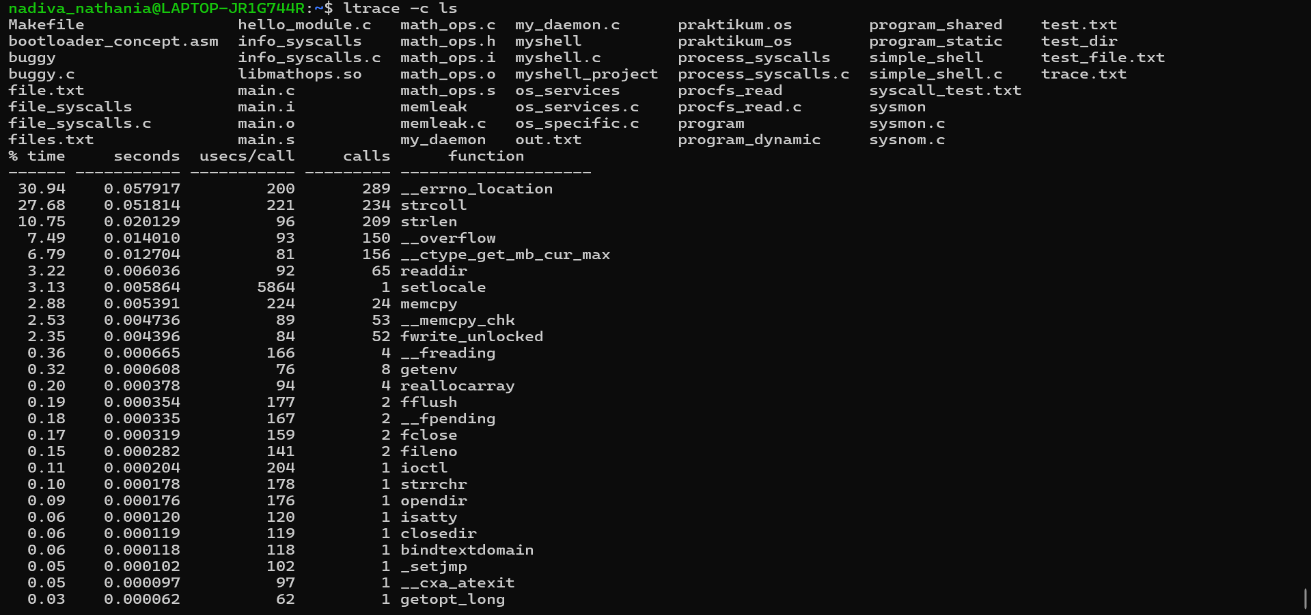 nadiva_nathania@LAPTOP-JR1G744R:~$ ltrace -c ls
Makefile hello_module.c math_ops.c my_daemon.c praktikum.os program_shared test.txt
bootloader_concept.asm info_syscalls math_ops.h myshell praktikum_os program_static test_dir
buggy info_syscalls.c math_ops.i myshell.c process_syscalls simple_shell test_file.txt
buggy.c libmathops.so math_ops.o myshell_project process_syscalls.c simple_shell.c trace.txt
file.txt main.c math_ops.s os_services procfs_read syscall_test.txt
file_syscalls main.i memleak os_services.c procfs_read.c sysmon
file_syscalls.c main.o memleak.c os_specific.c program sysmon.c
files.txt main.s my_daemon out.txt program_dynamic sysnom.c
% time seconds usecs/call calls function
------ ----------- ----------- --------- --------------------
30.94 0.057917 200 289 __errno_location
27.68 0.051814 221 234 strcoll
10.75 0.020129 96 209 strlen
7.49 0.014010 93 150 __overflow
6.79 0.012704 81 156 __ctype_get_mb_cur_max
3.22 0.006036 92 65 readdir
3.13 0.005864 5864 1 setlocale
2.88 0.005391 224 24 memcpy
2.53 0.004736 89 53 __memcpy_chk
2.35 0.004396 84 52 fwrite_unlocked
0.36 0.000665 166 4 __freading
0.32 0.000608 76 8 getenv
0.20 0.000378 94 4 reallocarray
0.19 0.000354 177 2 fflush
0.18 0.000335 167 2 __fpending
0.17 0.000319 159 2 fclose
0.15 0.000282 141 2 fileno
0.11 0.000204 204 1 ioctl
0.10 0.000178 178 1 strrchr
0.09 0.000176 176 1 opendir
0.06 0.000120 120 1 isatty
0.06 0.000119 119 1 closedir
0.06 0.000118 118 1 bindtextdomain
0.05 0.000102 102 1 _setjmp
0.05 0.000097 97 1 __cxa_atexit
0.03 0.000062 62 1 getopt_long